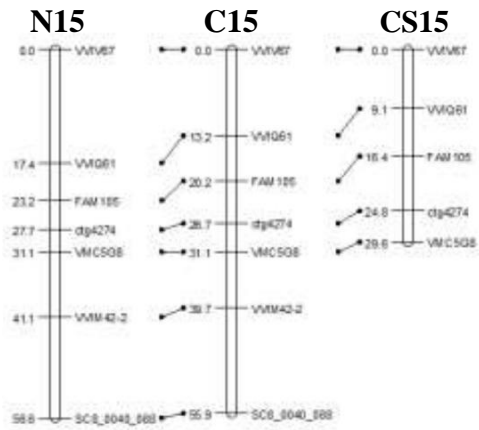 N15 C15 CS15
0.0 VVIV67 0.0 VVIV67 0.0 VVIV67
9.1 VVIQ61
13.2 VVIQ61
17.4 VVIQ61 16.4 FAM105
20.2 FAM105
23.2 FAM105
27.7 ctg4274 26.7 ctg4274 24.8 ctg4274
31.1 VMC5G8 31.1 VMC5G8 29.6 VMC5G8
41.1 VVIM42-2 39.7 VVIM42-2
56.8 SC8_0040_088 55.9 SC8_0040_088